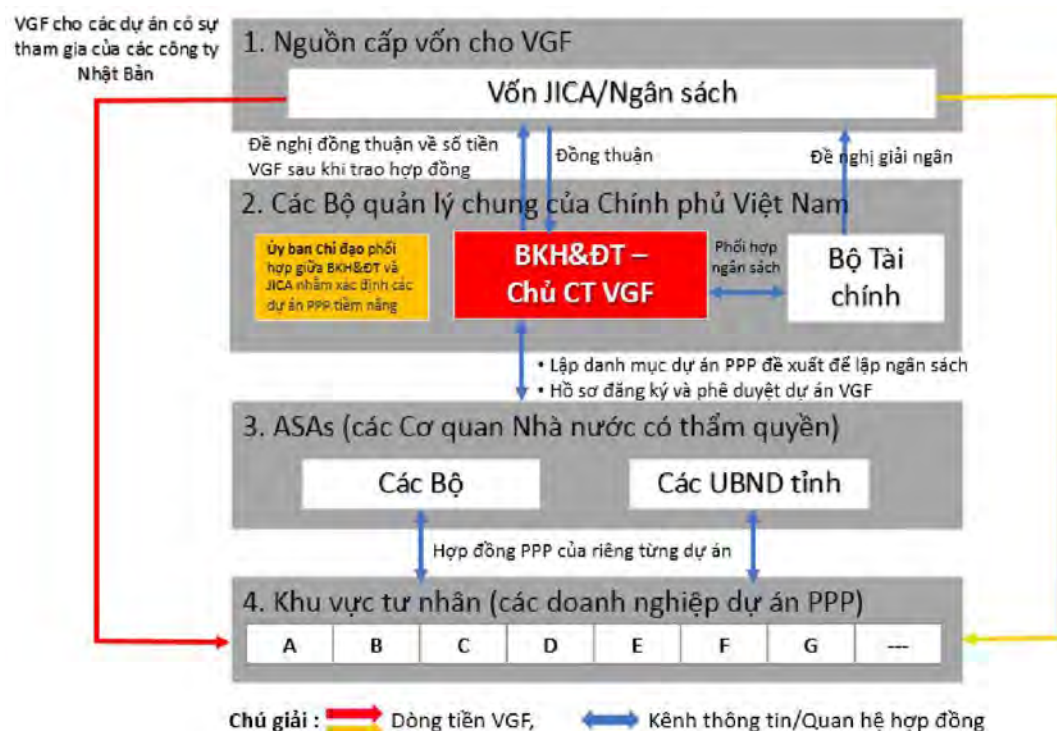 VGF cho các dự án có sự
tham gia của các công ty
Nhật Bản
1. Nguồn cấp vốn cho VGF
Vốn JICA/Ngân sách
Đề nghị đồng thuận về số tiền
VGF sau khi trao hợp đồng
Đồng thuận
Đề nghị giải ngân
2. Các Bộ quản lý chung của Chính phủ Việt Nam
Ủy ban Chỉ đạo phối
hợp giữa BKH&ĐT và
JICA nhằm xác định các
dự án PPP tiềm năng
BKH&ĐT –
Chủ CT VGF
Phối hợp
ngân sách
Bộ Tài
chính
• Lập danh mục dự án PPP đề xuất để lập ngân sách
• Hồ sơ đăng ký và phê duyệt dự án VGF
3. ASAs (các Cơ quan Nhà nước có thẩm quyền)
Các Bộ
Các UBND tỉnh
Hợp đồng PPP của riêng từng dự án
4. Khu vực tư nhân (các doanh nghiệp dự án PPP)
A B C D E F G ---
Chú giải : Dòng tiền VGF, Kênh thông tin/Quan hệ hợp đồng